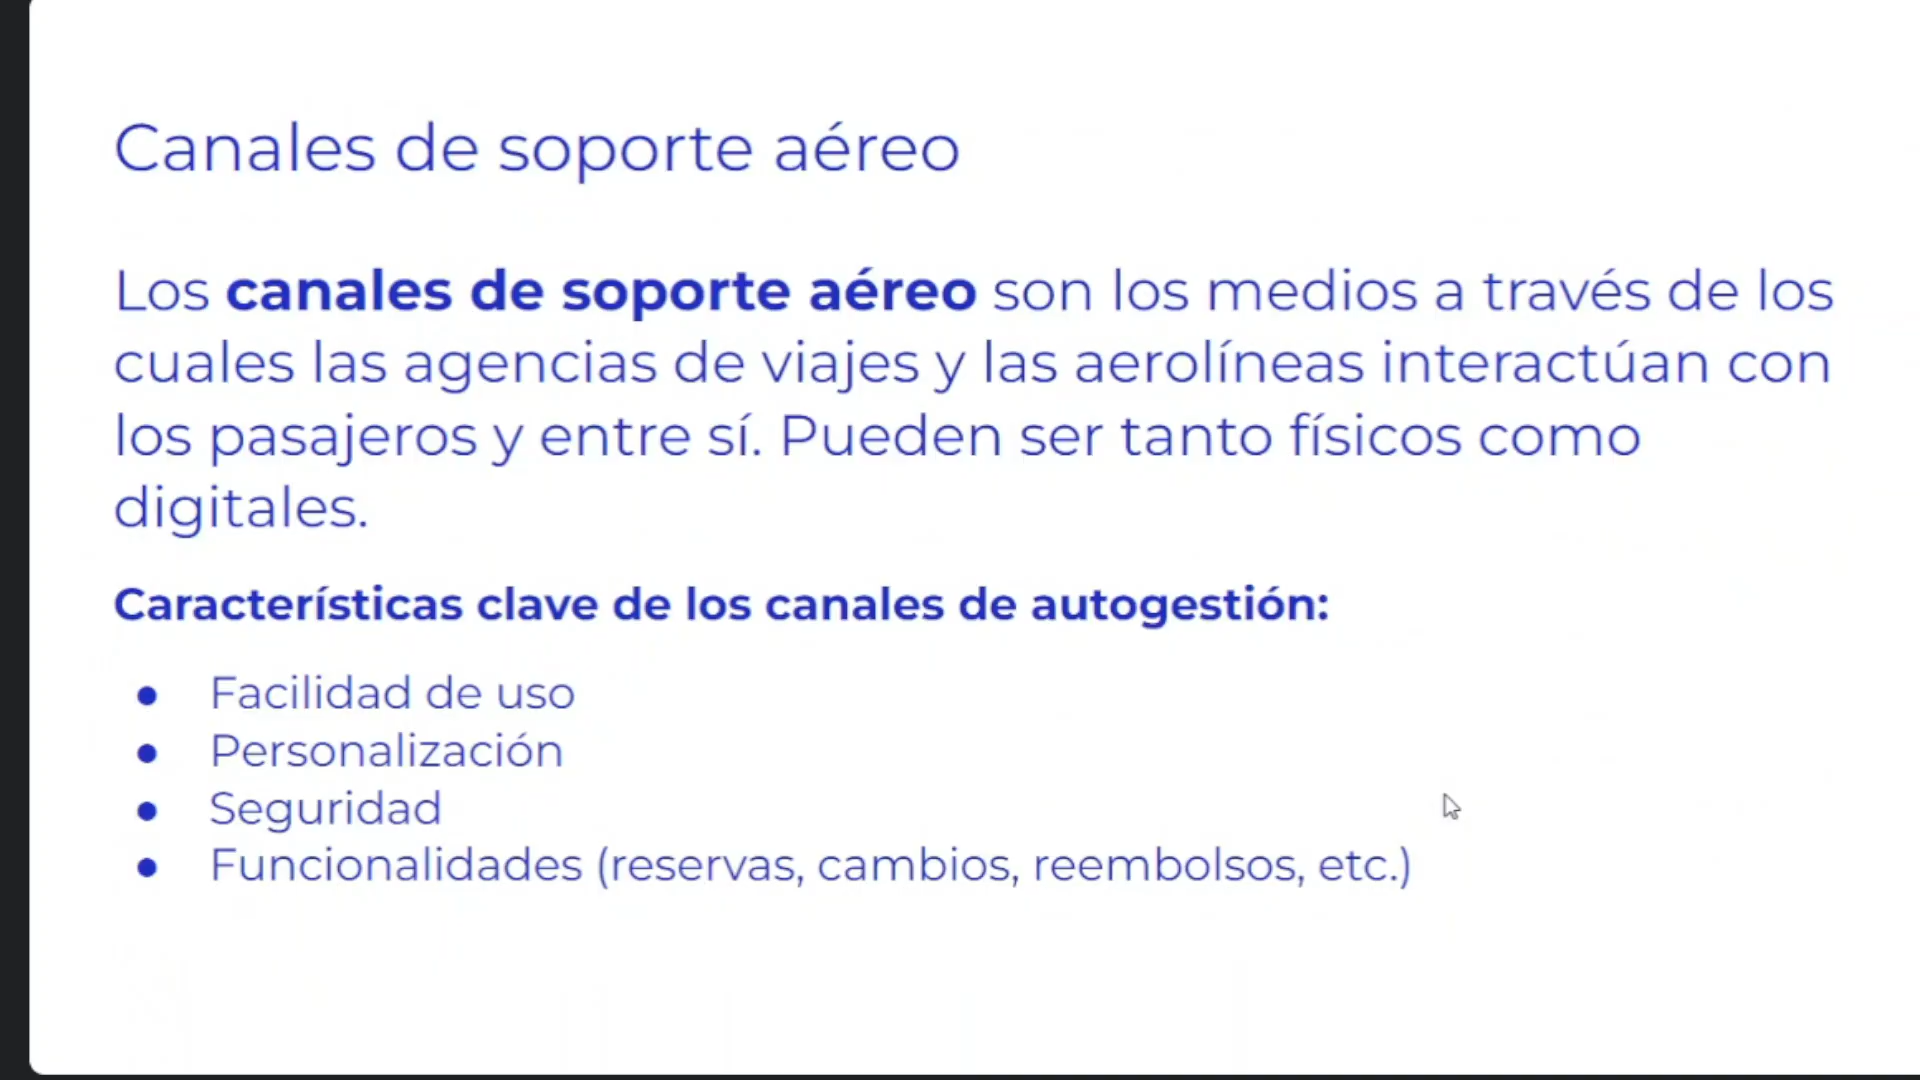 Canales de soporte aéreo
Los canales de soporte aéreo son los medios a través de los
cuales las agencias de viajes y las aerolíneas interactúan con
los pasajeros y entre sí. Pueden ser tanto físicos como
digitales.
Características clave de los canales de autogestión:
● Facilidad de uso
● Personalización
● Seguridad
● Funcionalidades (reservas, cambios, reembolsos, etc.)